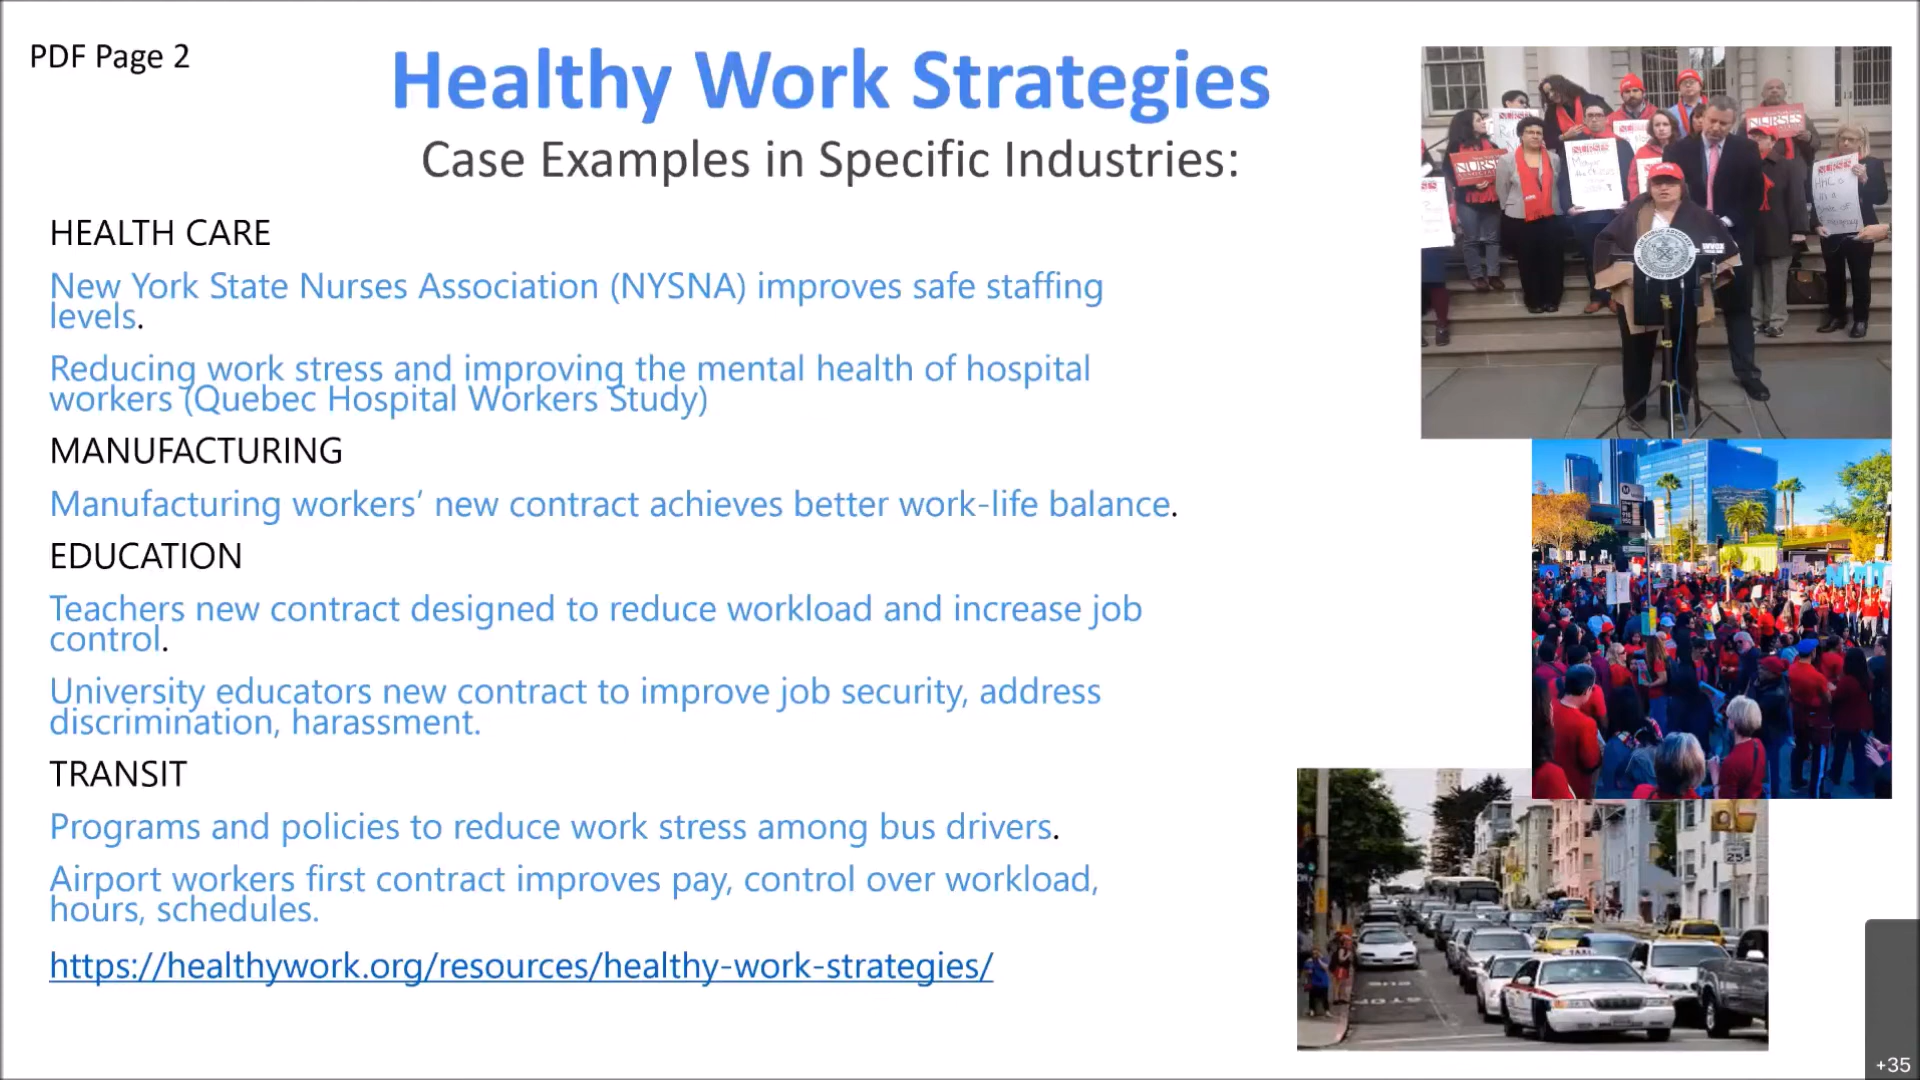 PDF Page 2
Healthy Work Strategies
Case Examples in Specific Industries:
HEALTH CARE
New York State Nurses Association (NYSNA) improves safe staffing
levels.
Reducing work stress and improving the mental health of hospital
workers (Quebec Hospital Workers Study)
MANUFACTURING
Manufacturing workers’ new contract achieves better work-life balance.
EDUCATION
Teachers new contract designed to reduce workload and increase job
control.
University educators new contract to improve job security, address
discrimination, harassment.
TRANSIT
Programs and policies to reduce work stress among bus drivers.
Airport workers first contract improves pay, control over workload,
hours, schedules.
https://healthywork.org/resources/healthy-work-strategies/
NURSES
NURSES
25
+35